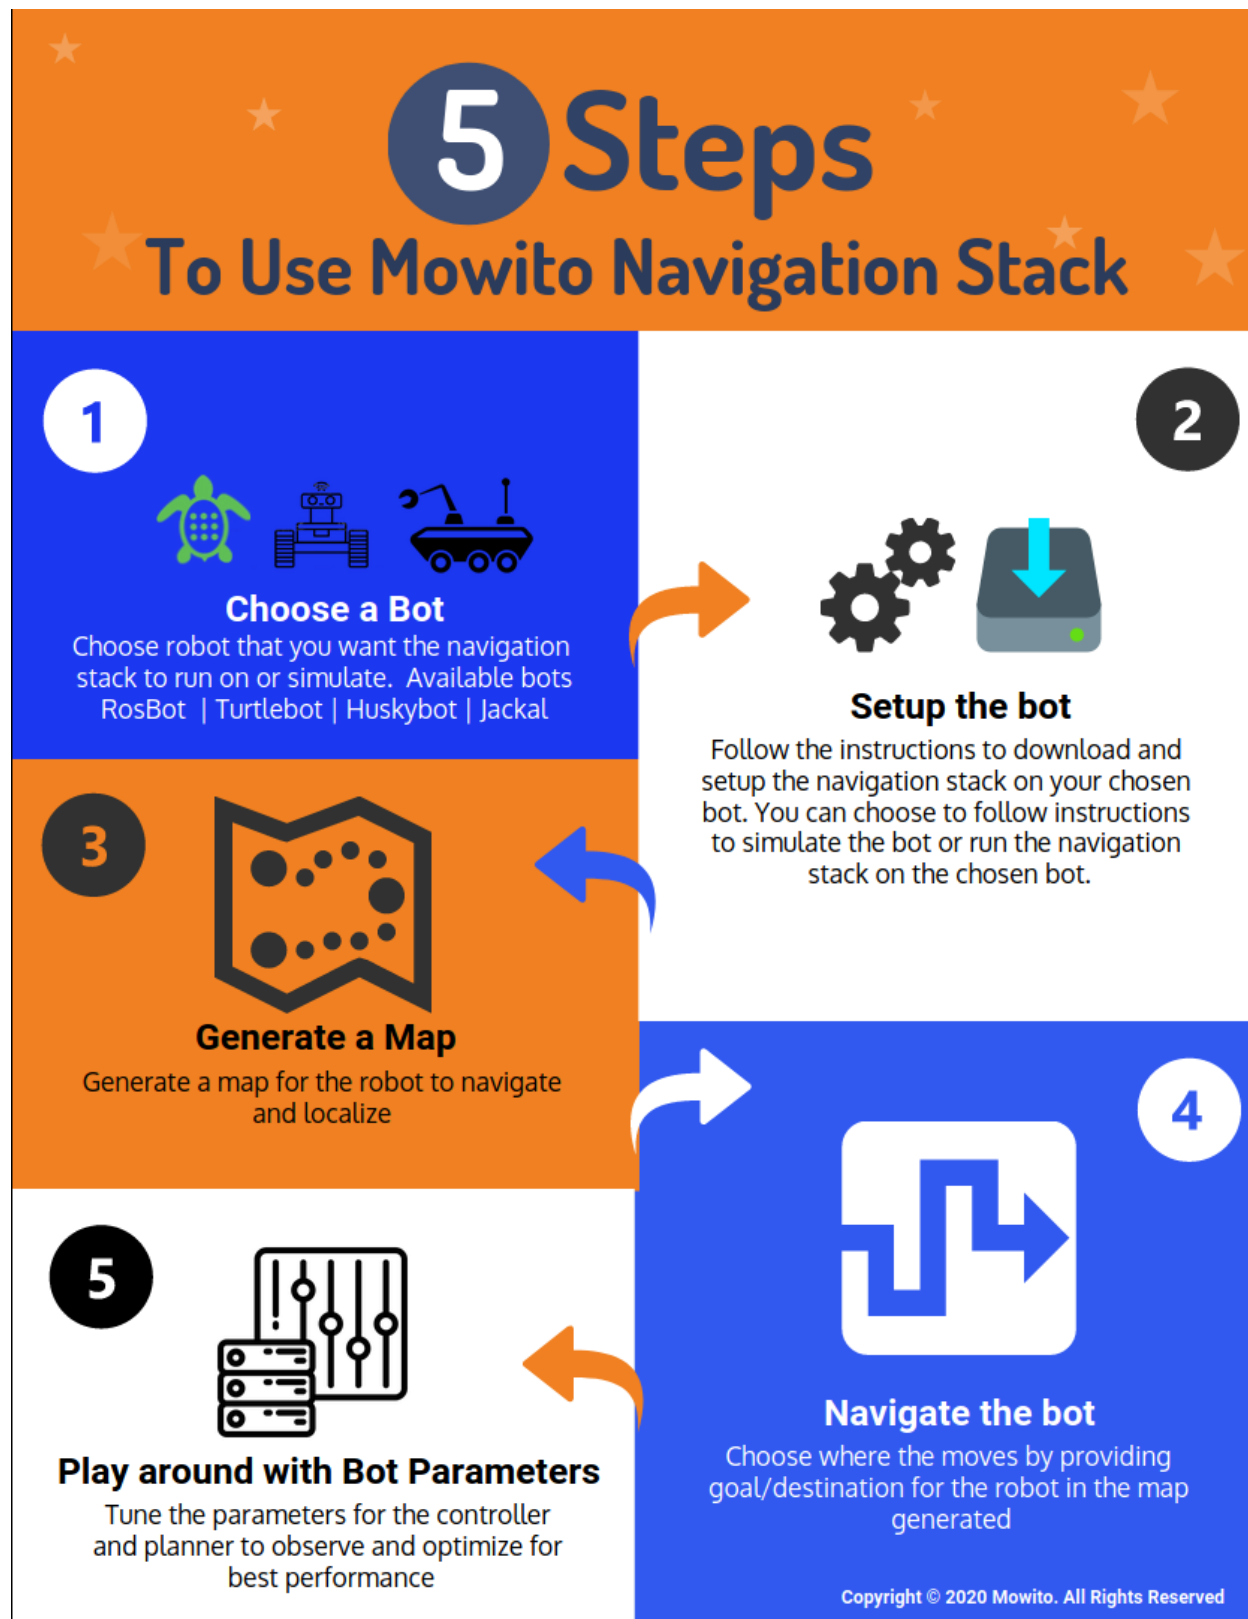 5 Steps
To Use Mowito Navigation Stack
1
Choose a Bot
Choose robot that you want the navigation
stack to run on or simulate.  Available bots
RosBot  | Turtlebot | Huskybot | Jackal
2
Setup the bot
Follow the instructions to download and
setup the navigation stack on your chosen
bot. You can choose to follow instructions
to simulate the bot or run the navigation
stack on the chosen bot.
3
Generate a Map
Generate a map for the robot to navigate
and localize
4
Navigate the bot
Choose where the moves by providing
goal/destination for the robot in the map
generated
5
Play around with Bot Parameters
Tune the parameters for the controller
and planner to observe and optimize for
best performance
Copyright © 2020 Mowito. All Rights Reserved